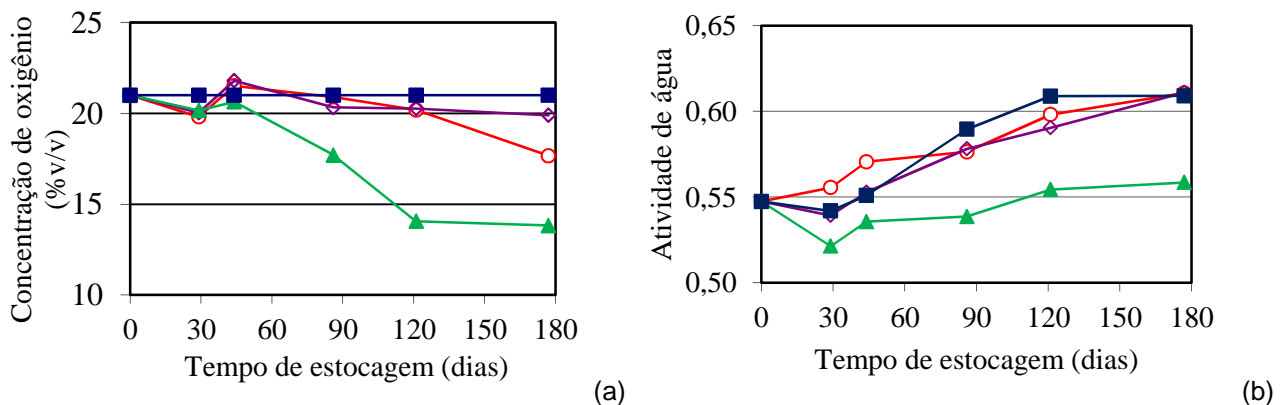 Concentração de oxigênio
(%v/v)
25
20
15
10
0 30 60 90 120 150 180
Tempo de estocagem (dias)
(a)
Atividade de água
0,65
0,60
0,55
0,50
0 30 60 90 120 150 180
Tempo de estocagem (dias)
(b)